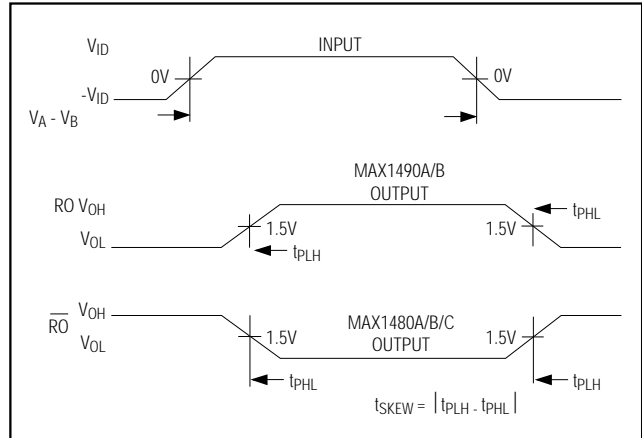 V_ID INPUT
0V 0V
-V_ID
V_A - V_B
MAX1490A/B
OUTPUT
RO V_OH t_PHL
1.5V 1.5V
V_OL t_PLH
V_OH MAX1480A/B/C
R̅O̅ 1.5V OUTPUT 1.5V
V_OL
t_PHL t_PLH
t_SKEW = | t_PLH - t_PHL |